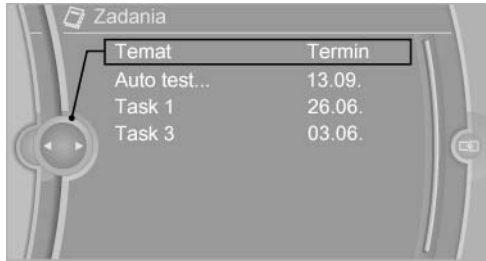 Zadania
Temat Termin
Auto test... 13.09.
Task 1 26.06.
Task 3 03.06.